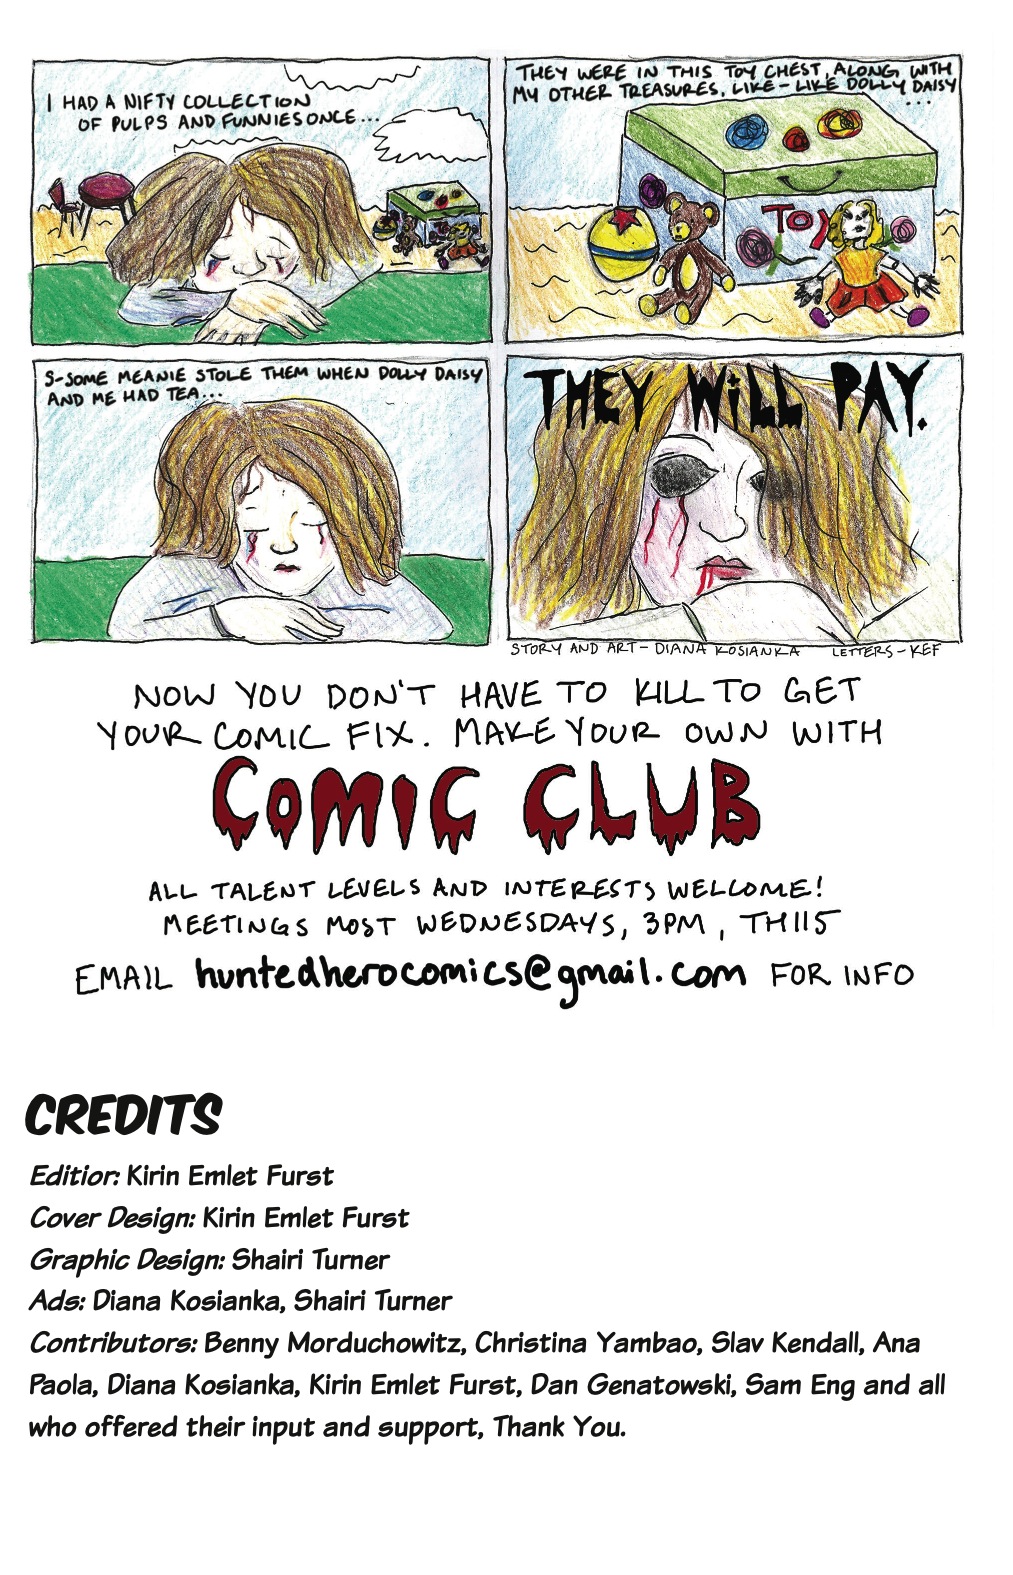 I HAD A NIFTY COLLECTION
OF PULPS AND FUNNIES ONCE...
THEY WERE IN THIS TOY CHEST, ALONG WITH
MY OTHER TREASURES, LIKE - LIKE DOLLY DAISY
...
TOY
S-SOME MEANIE STOLE THEM WHEN DOLLY DAISY
AND ME HAD TEA...
THEY WiLL PAY.
STORY AND ART - DIANA KOSIANKA LETTERS - KEF
NOW YOU DON'T HAVE TO KILL TO GET
YOUR COMIC FIX. MAKE YOUR OWN WITH
COMIC CLUB
ALL TALENT LEVELS AND INTERESTS WELCOME!
MEETINGS MOST WEDNESDAYS, 3PM, TH115
EMAIL huntedherocomics@gmail.com FOR INFO
CREDITS
Editior: Kirin Emlet Furst
Cover Design: Kirin Emlet Furst
Graphic Design: Shairi Turner
Ads: Diana Kosianka, Shairi Turner
Contributors: Benny Morduchowitz, Christina Yambao, Slav Kendall, Ana
Paola, Diana Kosianka, Kirin Emlet Furst, Dan Genatowski, Sam Eng and all
who offered their input and support, Thank You.